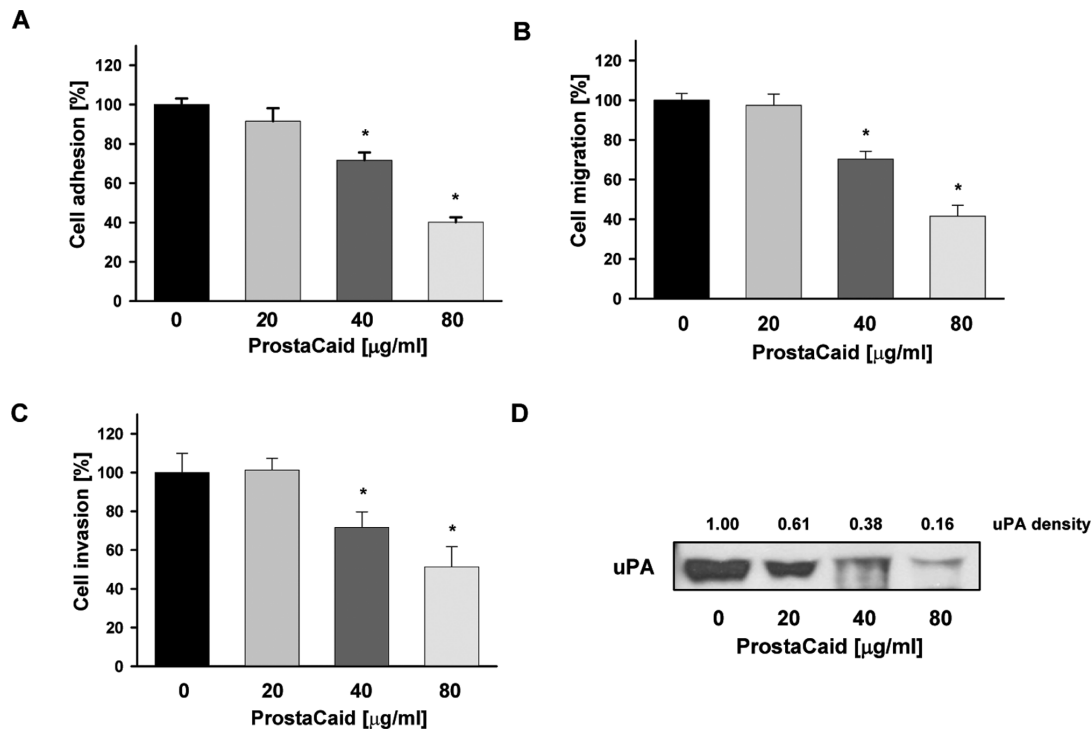 A
Cell adhesion [%]
120
100
80
60
40
20
0
*
*
0 20 40 80
ProstaCaid [µg/ml]
B
Cell migration [%]
120
100
80
60
40
20
0
*
*
0 20 40 80
ProstaCaid [µg/ml]
C
Cell invasion [%]
120
100
80
60
40
20
0
*
*
0 20 40 80
ProstaCaid [µg/ml]
D
1.00 0.61 0.38 0.16 uPA density
uPA
0 20 40 80
ProstaCaid [µg/ml]